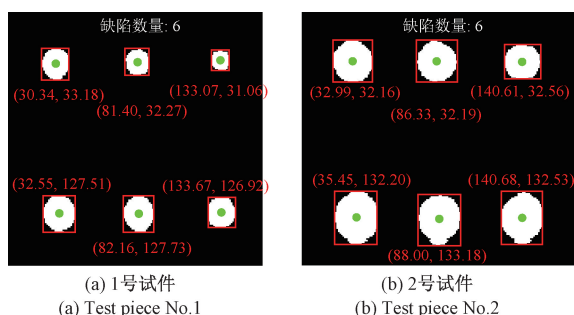 缺陷数量: 6
(30.34, 33.18)
(81.40, 32.27)
(133.07, 31.06)
(32.55, 127.51)
(82.16, 127.73)
(133.67, 126.92)
(a) 1号试件
(a) Test piece No.1
缺陷数量: 6
(32.99, 32.16)
(86.33, 32.19)
(140.61, 32.56)
(35.45, 132.20)
(88.00, 133.18)
(140.68, 132.53)
(b) 2号试件
(b) Test piece No.2